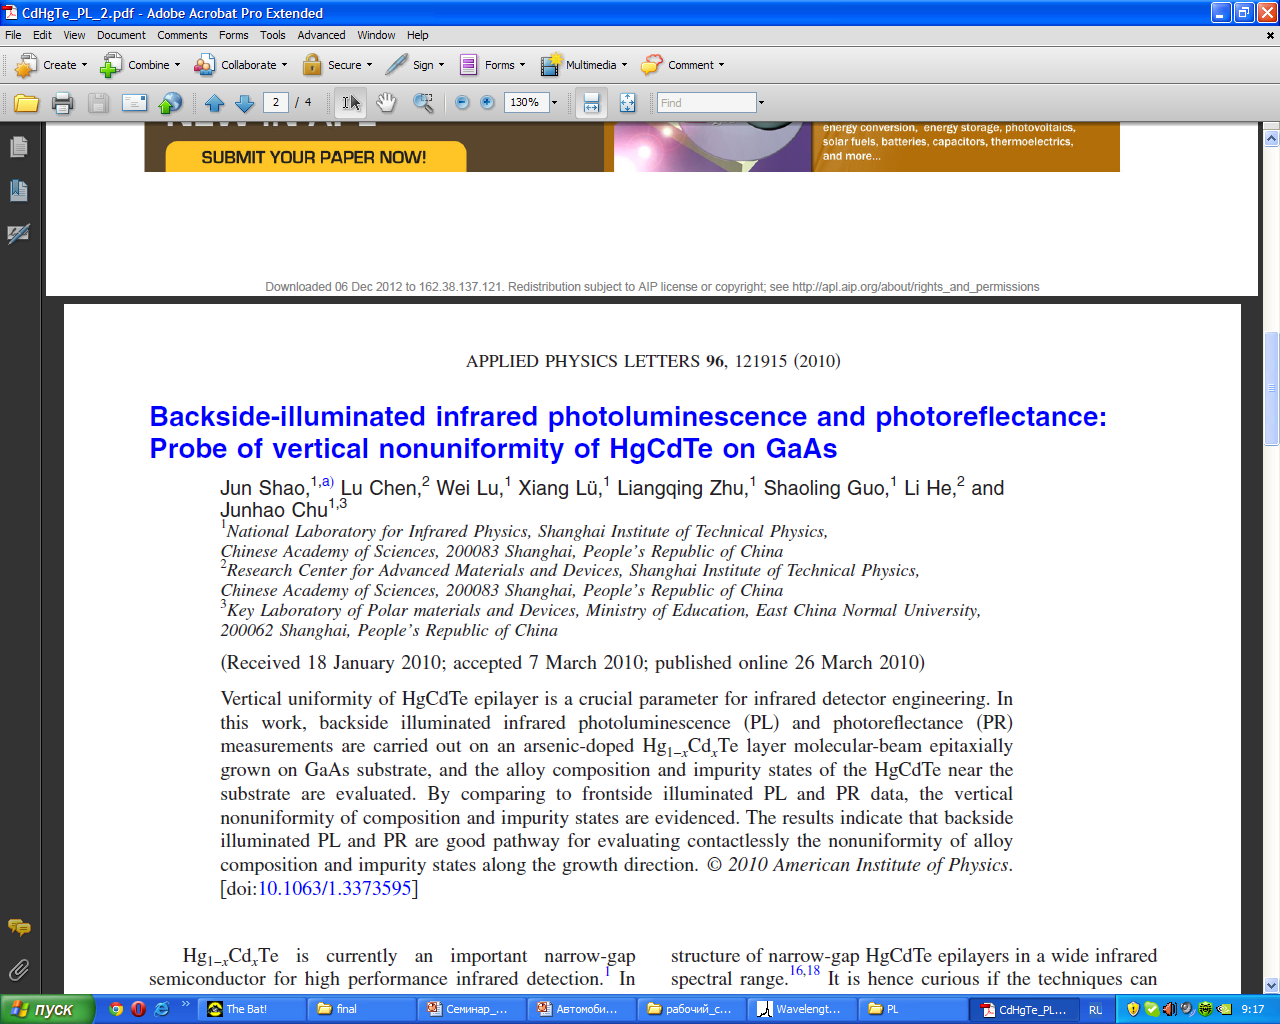 CdHgTe_PL_2.pdf - Adobe Acrobat Pro Extended
File Edit View Document Comments Forms Tools Advanced Window Help
Create Combine Collaborate Secure Sign Forms Multimedia Comment
2 / 4 130% Find
energy conversion, energy storage, photovoltaics,
SUBMIT YOUR PAPER NOW!
solar fuels, batteries, capacitors, thermoelectrics,
and more...
Downloaded 06 Dec 2012 to 162.38.137.121. Redistribution subject to AIP license or copyright; see http://apl.aip.org/about/rights_and_permissions
APPLIED PHYSICS LETTERS 96, 121915 (2010)
Backside-illuminated infrared photoluminescence and photoreflectance:
Probe of vertical nonuniformity of HgCdTe on GaAs
Jun Shao,1,a) Lu Chen,2 Wei Lu,1 Xiang Lü,1 Liangqing Zhu,1 Shaoling Guo,1 Li He,2 and
Junhao Chu1,3
1National Laboratory for Infrared Physics, Shanghai Institute of Technical Physics,
Chinese Academy of Sciences, 200083 Shanghai, People's Republic of China
2Research Center for Advanced Materials and Devices, Shanghai Institute of Technical Physics,
Chinese Academy of Sciences, 200083 Shanghai, People's Republic of China
3Key Laboratory of Polar materials and Devices, Ministry of Education, East China Normal University,
200062 Shanghai, People's Republic of China
(Received 18 January 2010; accepted 7 March 2010; published online 26 March 2010)
Vertical uniformity of HgCdTe epilayer is a crucial parameter for infrared detector engineering. In
this work, backside illuminated infrared photoluminescence (PL) and photoreflectance (PR)
measurements are carried out on an arsenic-doped Hg1−xCdxTe layer molecular-beam epitaxially
grown on GaAs substrate, and the alloy composition and impurity states of the HgCdTe near the
substrate are evaluated. By comparing to frontside illuminated PL and PR data, the vertical
nonuniformity of composition and impurity states are evidenced. The results indicate that backside
illuminated PL and PR are good pathway for evaluating contactlessly the nonuniformity of alloy
composition and impurity states along the growth direction. © 2010 American Institute of Physics.
[doi:10.1063/1.3373595]
Hg1−xCdxTe is currently an important narrow-gap
semiconductor for high performance infrared detection.1 In
structure of narrow-gap HgCdTe epilayers in a wide infrared
spectral range.16,18 It is hence curious if the techniques can
пуск The Bat! final Семинар_... Автомоби... рабочий_с... Wavelengt... PL CdHgTe_PL... RU 9:17